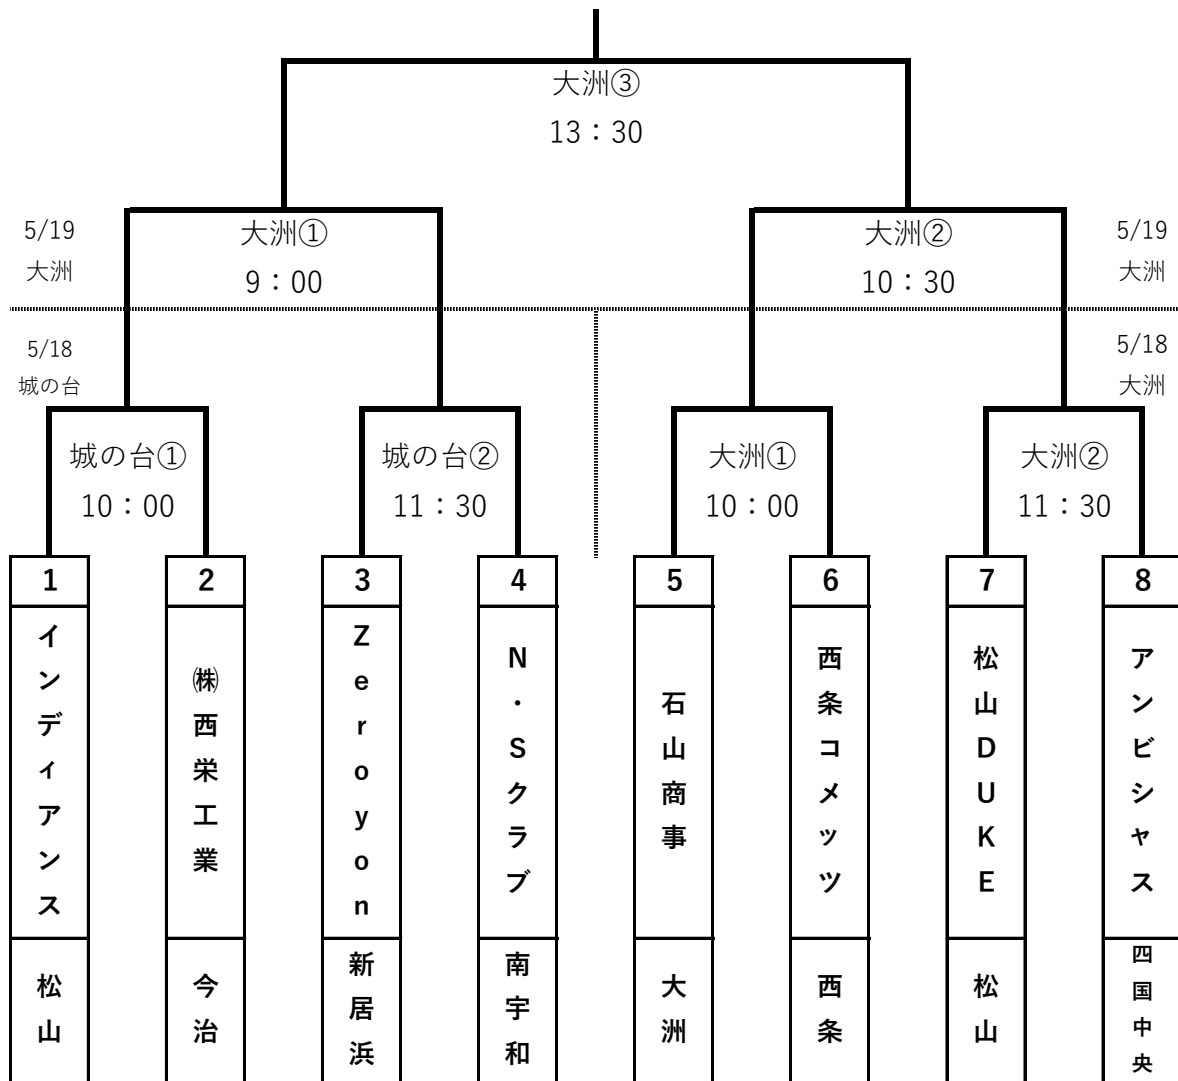 大洲③
13：30
5/19
大洲
大洲①
9：00
大洲②
10：30
5/19
大洲
5/18
城の台
5/18
大洲
城の台①
10：00
城の台②
11：30
大洲①
10：00
大洲②
11：30
1
インディアンス
松山
2
㈱西栄工業
今治
3
Zeroyon
新居浜
4
N・Sクラブ
南宇和
5
石山商事
大洲
6
西条コメッツ
西条
7
松山DUKE
松山
8
アンビシャス
四国中央